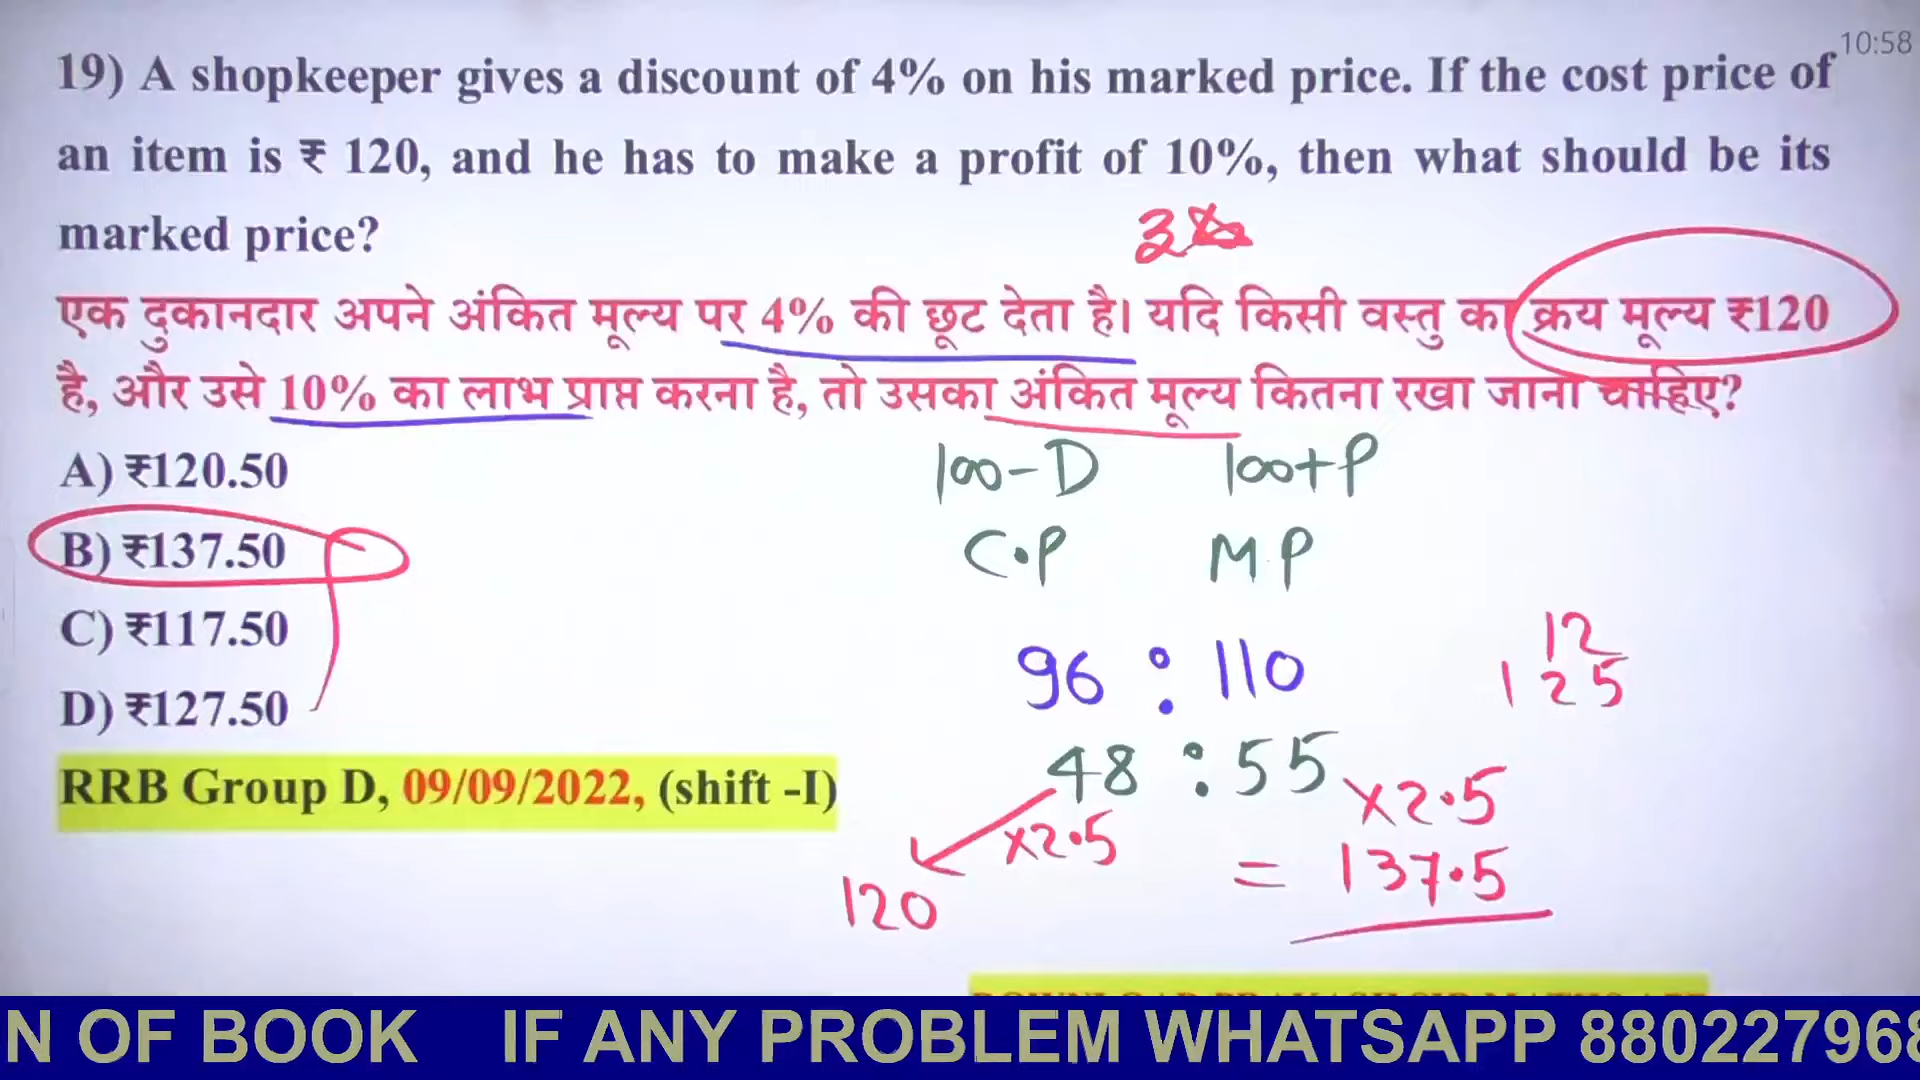 10:58
19) A shopkeeper gives a discount of 4% on his marked price. If the cost price of
an item is ₹ 120, and he has to make a profit of 10%, then what should be its
marked price?
एक दुकानदार अपने अंकित मूल्य पर 4% की छूट देता है। यदि किसी वस्तु का क्रय मूल्य ₹120
है, और उसे 10% का लाभ प्राप्त करना है, तो उसका अंकित मूल्य कितना रखा जाना चाहिए?
A) ₹120.50
B) ₹137.50
C) ₹117.50
D) ₹127.50
RRB Group D, 09/09/2022, (shift -I)
100-D 100+P
C.P M.P
96 : 110
48 : 55 ×2.5
×2.5
120
= 137.5
12
125
N OF BOOK IF ANY PROBLEM WHATSAPP 880227968